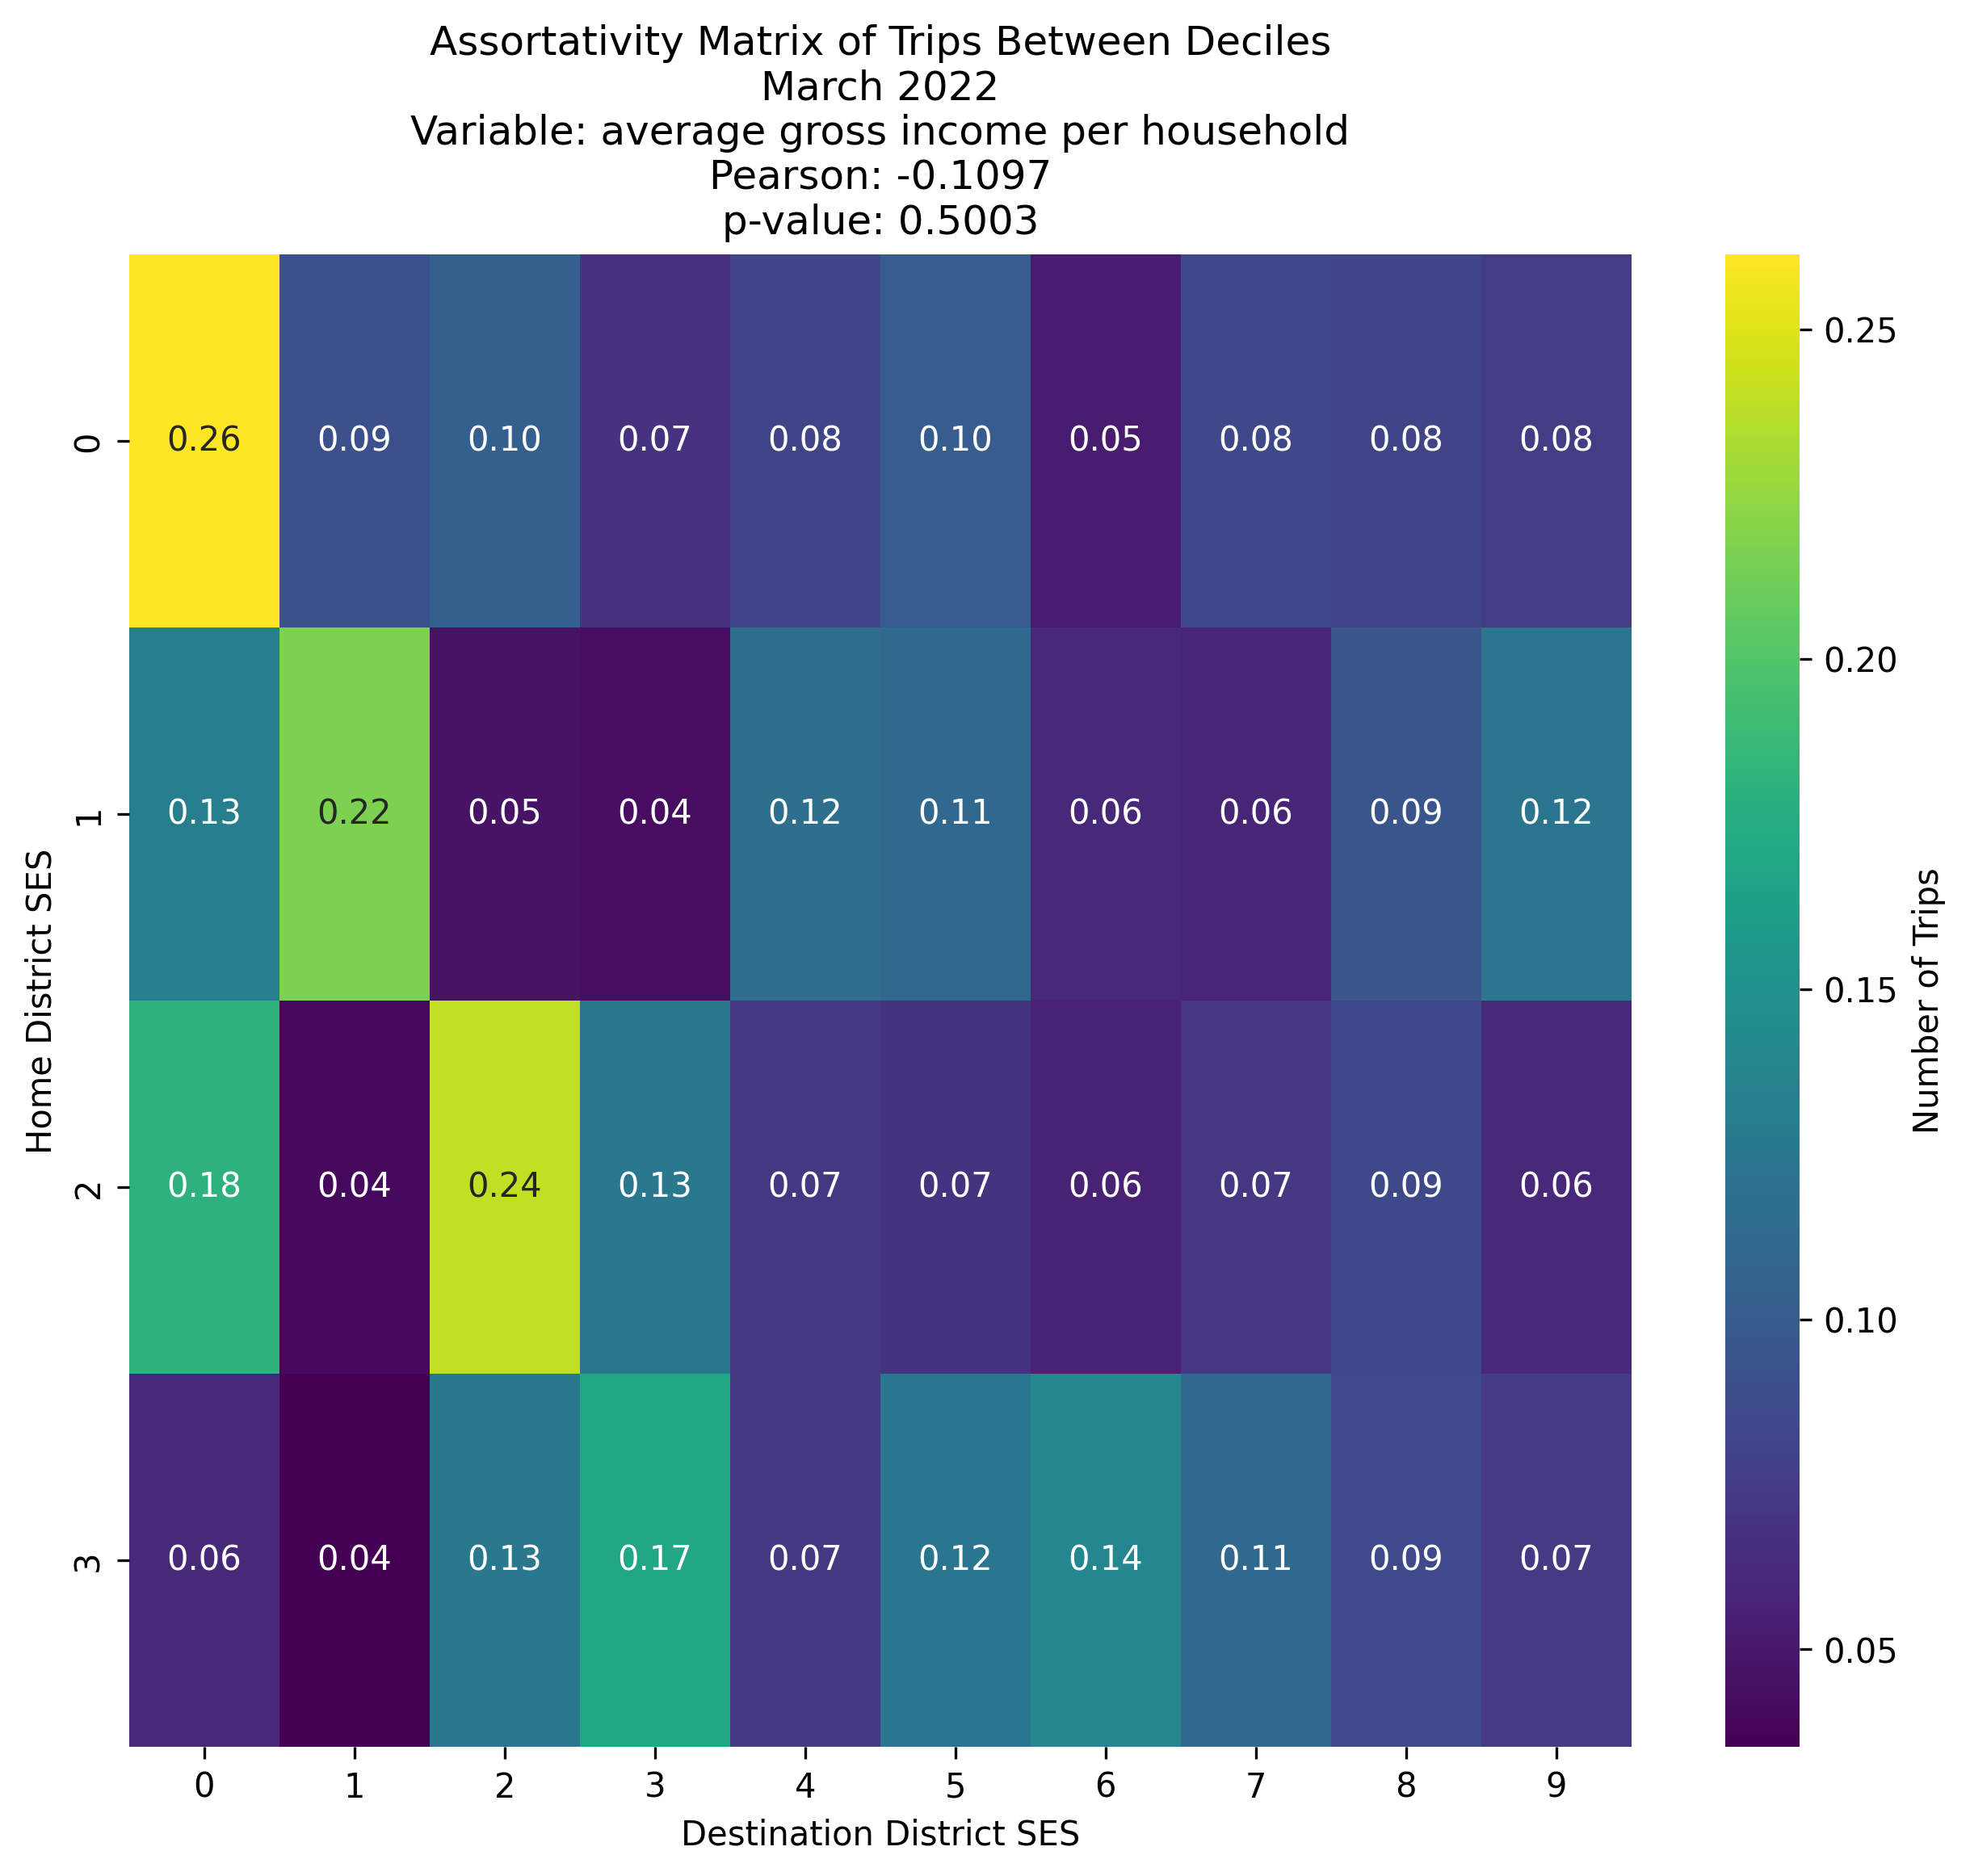 Assortativity Matrix of Trips Between Deciles
March 2022
Variable: average gross income per household
Pearson: -0.1097
p-value: 0.5003
0.26 0.09 0.10 0.07 0.08 0.10 0.05 0.08 0.08 0.08
0.13 0.22 0.05 0.04 0.12 0.11 0.06 0.06 0.09 0.12
0.18 0.04 0.24 0.13 0.07 0.07 0.06 0.07 0.09 0.06
0.06 0.04 0.13 0.17 0.07 0.12 0.14 0.11 0.09 0.07
0
1
2
3
Home District SES
0 1 2 3 4 5 6 7 8 9
Destination District SES
0.25
0.20
0.15
0.10
0.05
Number of Trips